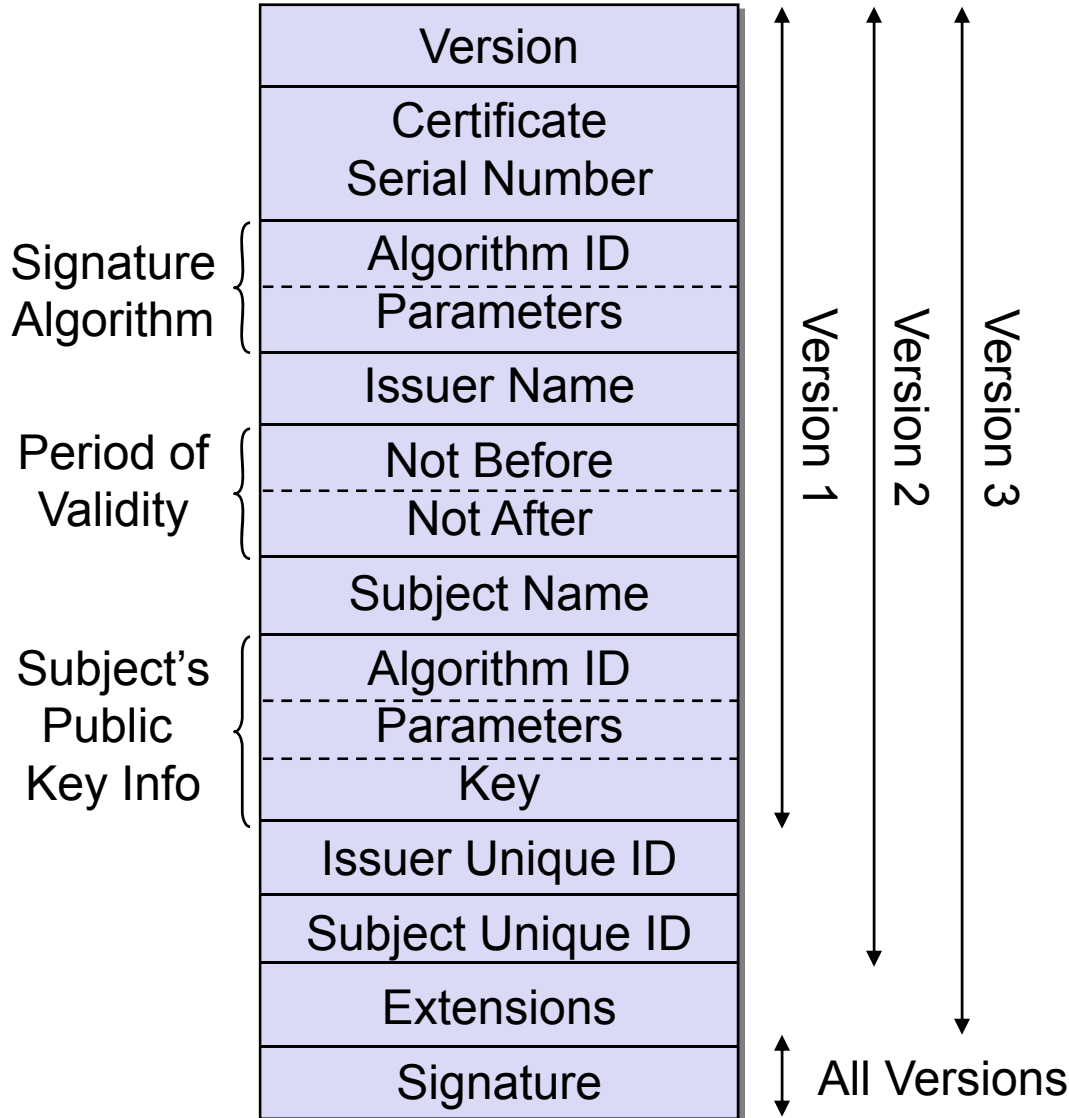 Version
Certificate
Serial Number
Signature
Algorithm
Algorithm ID
Parameters
Issuer Name
Period of
Validity
Not Before
Not After
Subject Name
Subject’s
Public
Key Info
Algorithm ID
Parameters
Key
Issuer Unique ID
Subject Unique ID
Extensions
Signature
Version 1
Version 2
Version 3
All Versions